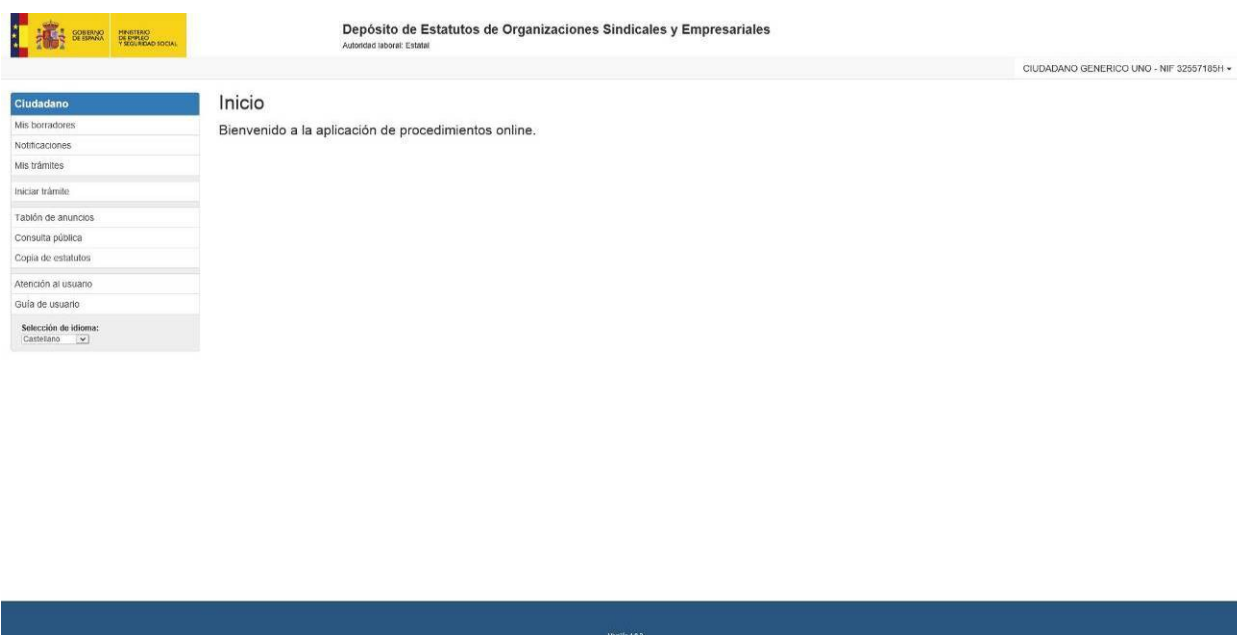 GOBIERNO
DE ESPAÑA
MINISTERIO
DE EMPLEO
Y SEGURIDAD SOCIAL
Depósito de Estatutos de Organizaciones Sindicales y Empresariales
Autoridad laboral: Estatal
CIUDADANO GENERICO UNO - NIF 32557185H
Ciudadano
Mis borradores
Notificaciones
Mis trámites
Iniciar trámite
Tablón de anuncios
Consulta pública
Copia de estatutos
Atención al usuario
Guía de usuario
Selección de idioma:
Castellano
Inicio
Bienvenido a la aplicación de procedimientos online.